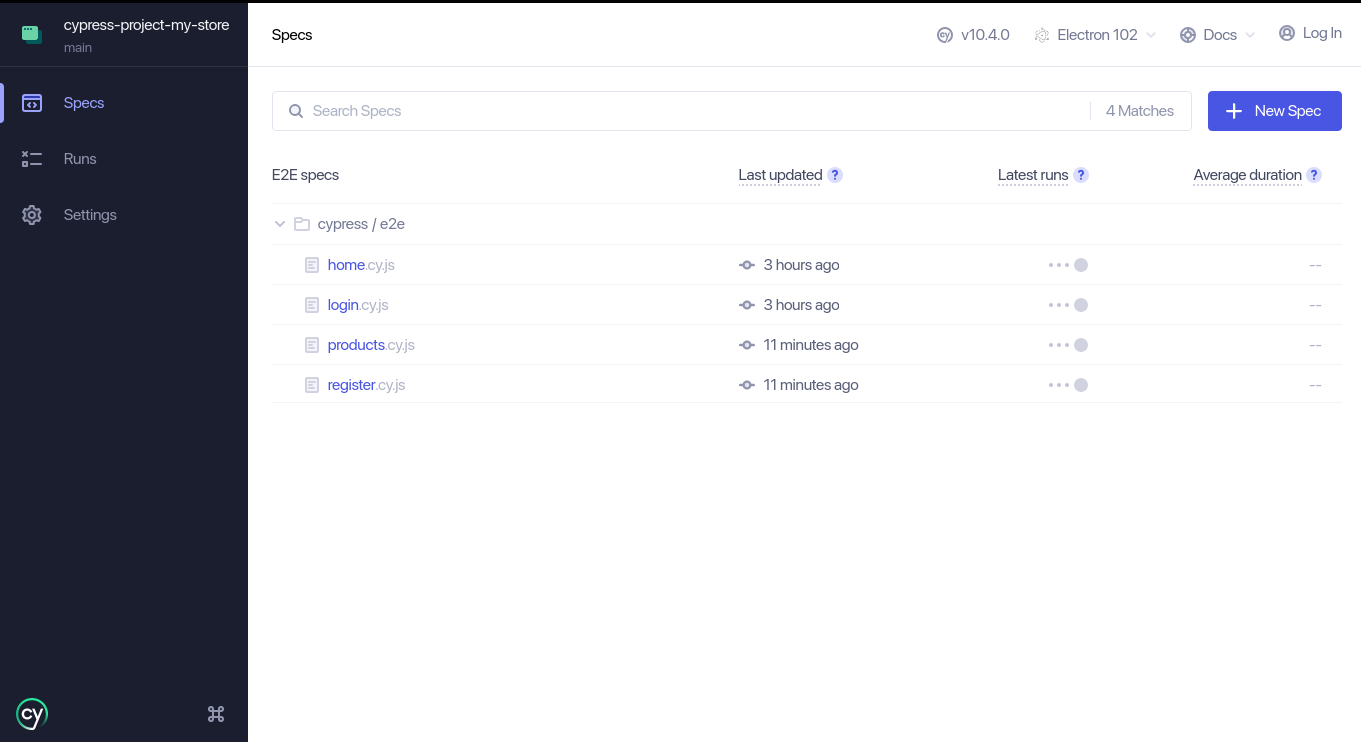 cypress-project-my-store
main
Specs
Runs
Settings
cy
Specs
cy v10.4.0 Electron 102 Docs Log In
Search Specs 4 Matches New Spec
E2E specs Last updated ? Latest runs ? Average duration ?
cypress / e2e
home.cy.js 3 hours ago --
login.cy.js 3 hours ago --
products.cy.js 11 minutes ago --
register.cy.js 11 minutes ago --